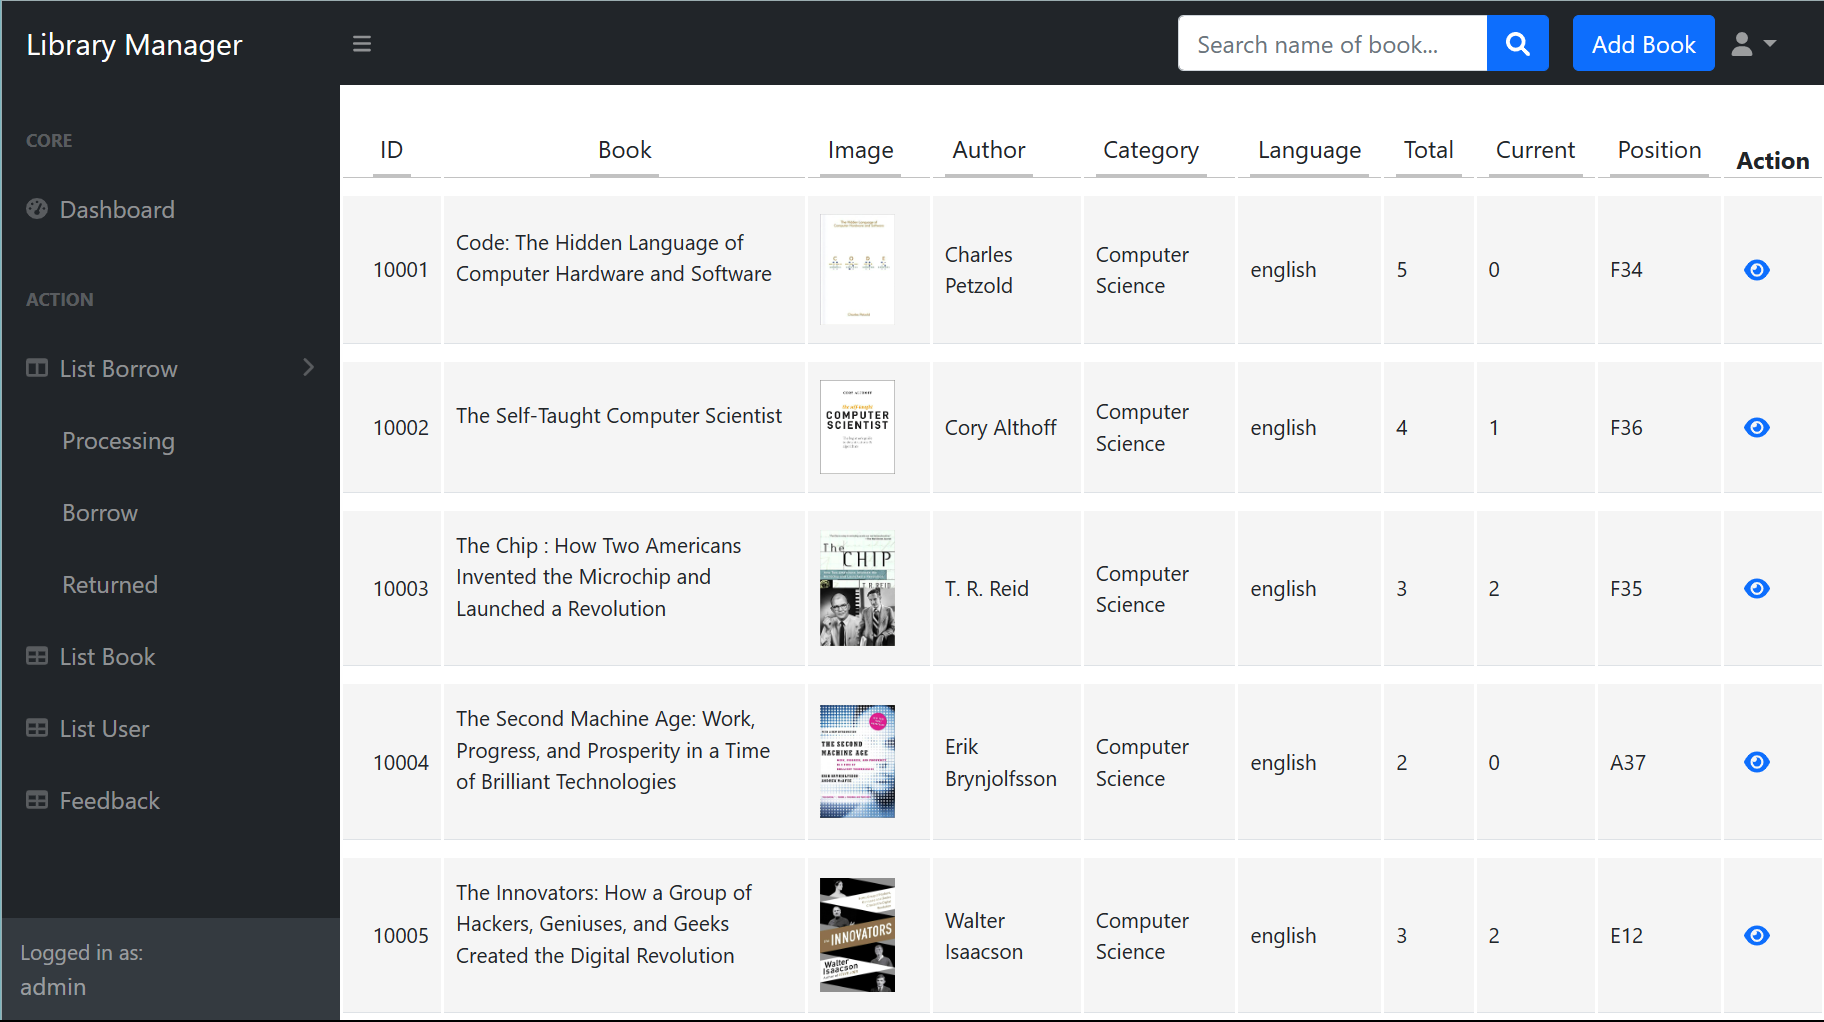 Library Manager
Search name of book...
Add Book
CORE
Dashboard
ACTION
List Borrow
Processing
Borrow
Returned
List Book
List User
Feedback
Logged in as:
admin
ID Book Image Author Category Language Total Current Position Action
10001
Code: The Hidden Language of
Computer Hardware and Software
Charles
Petzold
Computer
Science
english
5
0
F34
10002
The Self-Taught Computer Scientist
CORY ALTHOFF
COMPUTER
SCIENTIST
Cory Althoff
Computer
Science
english
4
1
F36
10003
The Chip : How Two Americans
Invented the Microchip and
Launched a Revolution
The
CHIP
T. R. REID
T. R. Reid
Computer
Science
english
3
2
F35
10004
The Second Machine Age: Work,
Progress, and Prosperity in a Time
of Brilliant Technologies
THE SECOND
MACHINE AGE
Erik
Brynjolfsson
Computer
Science
english
2
0
A37
10005
The Innovators: How a Group of
Hackers, Geniuses, and Geeks
Created the Digital Revolution
INNOVATORS
Walter
Isaacson
Walter
Isaacson
Computer
Science
english
3
2
E12